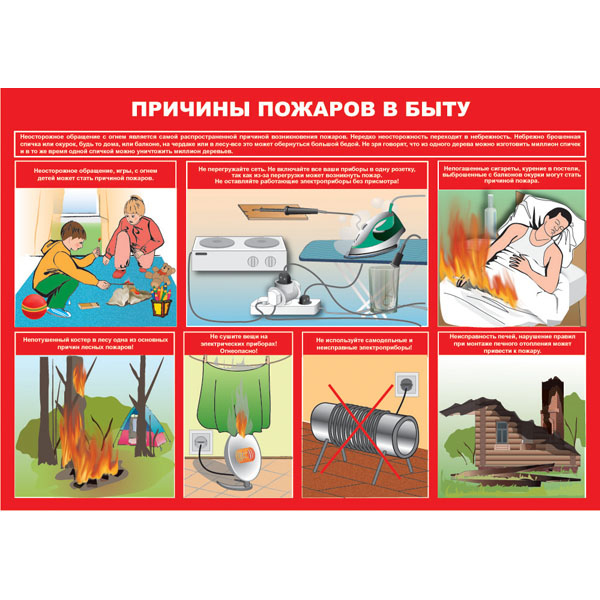 ПРИЧИНЫ ПОЖАРОВ В БЫТУ
Неосторожное обращение с огнем является самой распространенной причиной возникновения пожаров. Нередко неосторожность переходит в небрежность. Небрежно брошенная
спичка или окурок, будь то дома, или балконе, на чердаке или в лесу-все это может обернуться большой бедой. Не зря говорят, что из одного дерева можно изготовить миллион спичек
и в то же время одной спичкой можно уничтожить миллион деревьев.
Неосторожное обращение, игры, с огнем
детей может стать причиной пожаров.
Не перегружайте сеть. Не включайте все ваши приборы в одну розетку,
так как из-за перегрузки может возникнуть пожар.
Не оставляйте работающие электроприборы без присмотра!
Непогашенные сигареты, курение в постели,
выброшенные с балконов окурки могут стать
причиной пожара.
Непотушенный костер в лесу одна из основных
причин лесных пожаров!
Не сушите вещи на
электрических приборах!
Огнеопасно!
Не используйте самодельные и
неисправные электроприборы!
Неисправность печей, нарушение правил
при монтаже печного отопления может
привести к пожару.